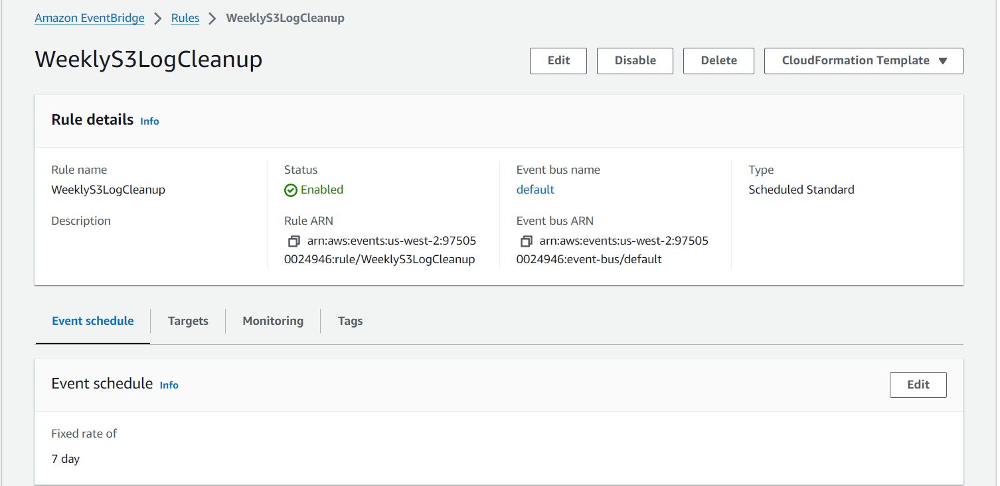 Amazon EventBridge > Rules > WeeklyS3LogCleanup
WeeklyS3LogCleanup
Edit
Disable
Delete
CloudFormation Template
Rule details Info
Rule name
WeeklyS3LogCleanup
Description
Status
Enabled
Rule ARN
arn:aws:events:us-west-2:97505
0024946:rule/WeeklyS3LogCleanup
Event bus name
default
Event bus ARN
arn:aws:events:us-west-2:97505
0024946:event-bus/default
Type
Scheduled Standard
Event schedule
Targets
Monitoring
Tags
Event schedule Info
Edit
Fixed rate of
7 day